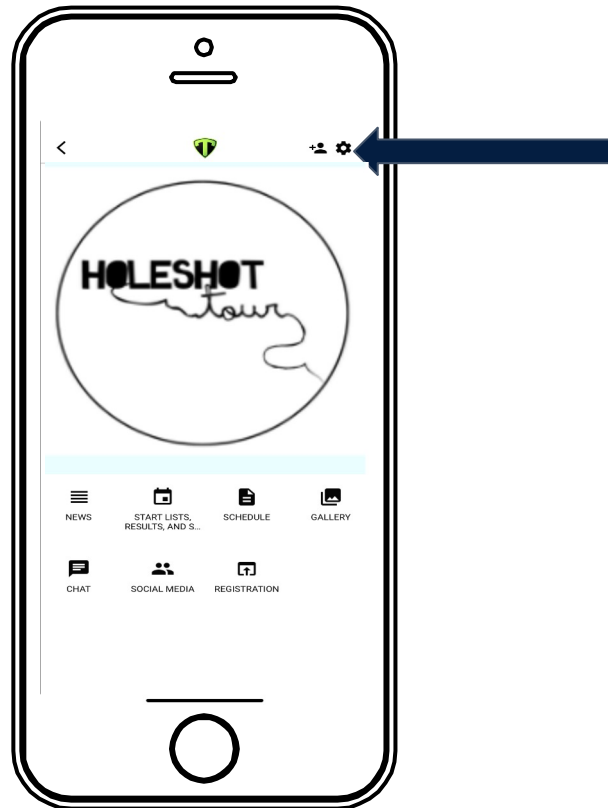 HOLESHOT
tour
NEWS
START LISTS,
RESULTS, AND S...
SCHEDULE
GALLERY
CHAT
SOCIAL MEDIA
REGISTRATION